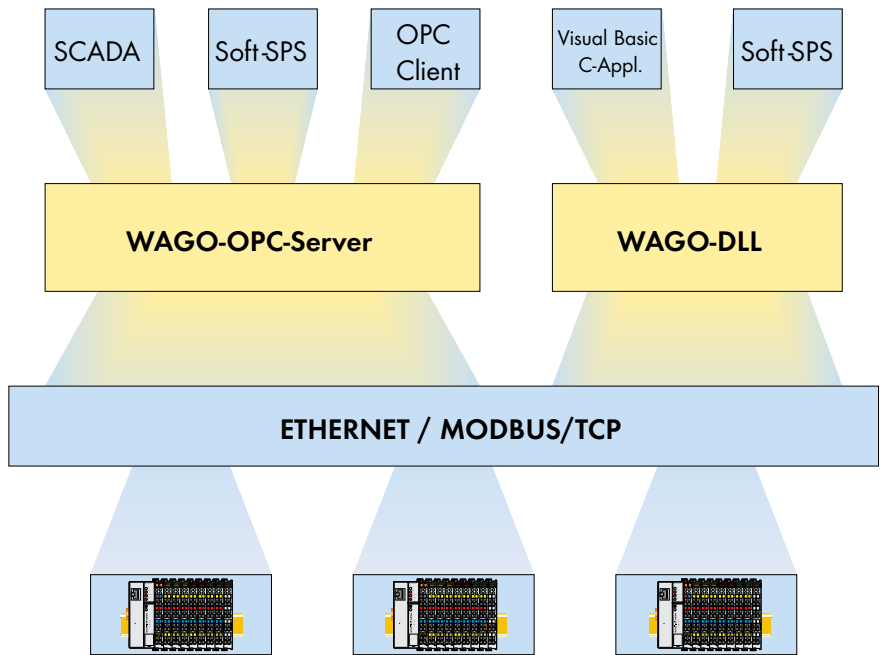 SCADA
Soft-SPS
OPC
Client
Visual Basic
C-Appl.
Soft-SPS
WAGO-OPC-Server
WAGO-DLL
ETHERNET / MODBUS/TCP